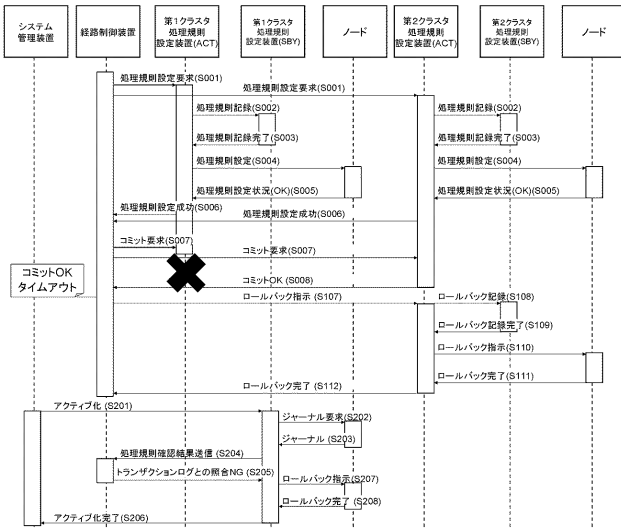 システム
管理装置
経路制御装置
第1クラスタ
処理規則
設定装置(ACT)
第1クラスタ
処理規則
設定装置(SBY)
ノード
第2クラスタ
処理規則
設定装置(ACT)
第2クラスタ
処理規則
設定装置(SBY)
ノード
処理規則設定要求(S001)
処理規則設定要求(S001)
処理規則記録(S002)
処理規則記録(S002)
処理規則記録完了(S003)
処理規則記録完了(S003)
処理規則設定(S004)
処理規則設定(S004)
処理規則設定状況(OK)(S005)
処理規則設定状況(OK)(S005)
処理規則設定成功(S006)
処理規則設定成功(S006)
コミット要求(S007)
コミット要求(S007)
コミットOK
タイムアウト
コミットOK (S008)
ロールバック指示 (S107)
ロールバック記録(S108)
ロールバック記録完了(S109)
ロールバック指示(S110)
ロールバック完了(S111)
ロールバック完了 (S112)
アクティブ化 (S201)
ジャーナル要求(S202)
ジャーナル (S203)
処理規則確認結果送信 (S204)
トランザクションログとの照合NG (S205)
ロールバック指示(S207)
ロールバック完了 (S208)
アクティブ化完了(S206)